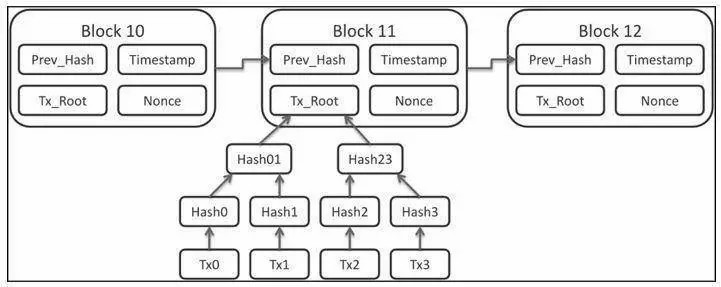 Block 10 Block 11 Block 12
Prev_Hash Timestamp Prev_Hash Timestamp Prev_Hash Timestamp
Tx_Root Nonce Tx_Root Nonce Tx_Root Nonce
Hash01 Hash23
Hash0 Hash1 Hash2 Hash3
Tx0 Tx1 Tx2 Tx3